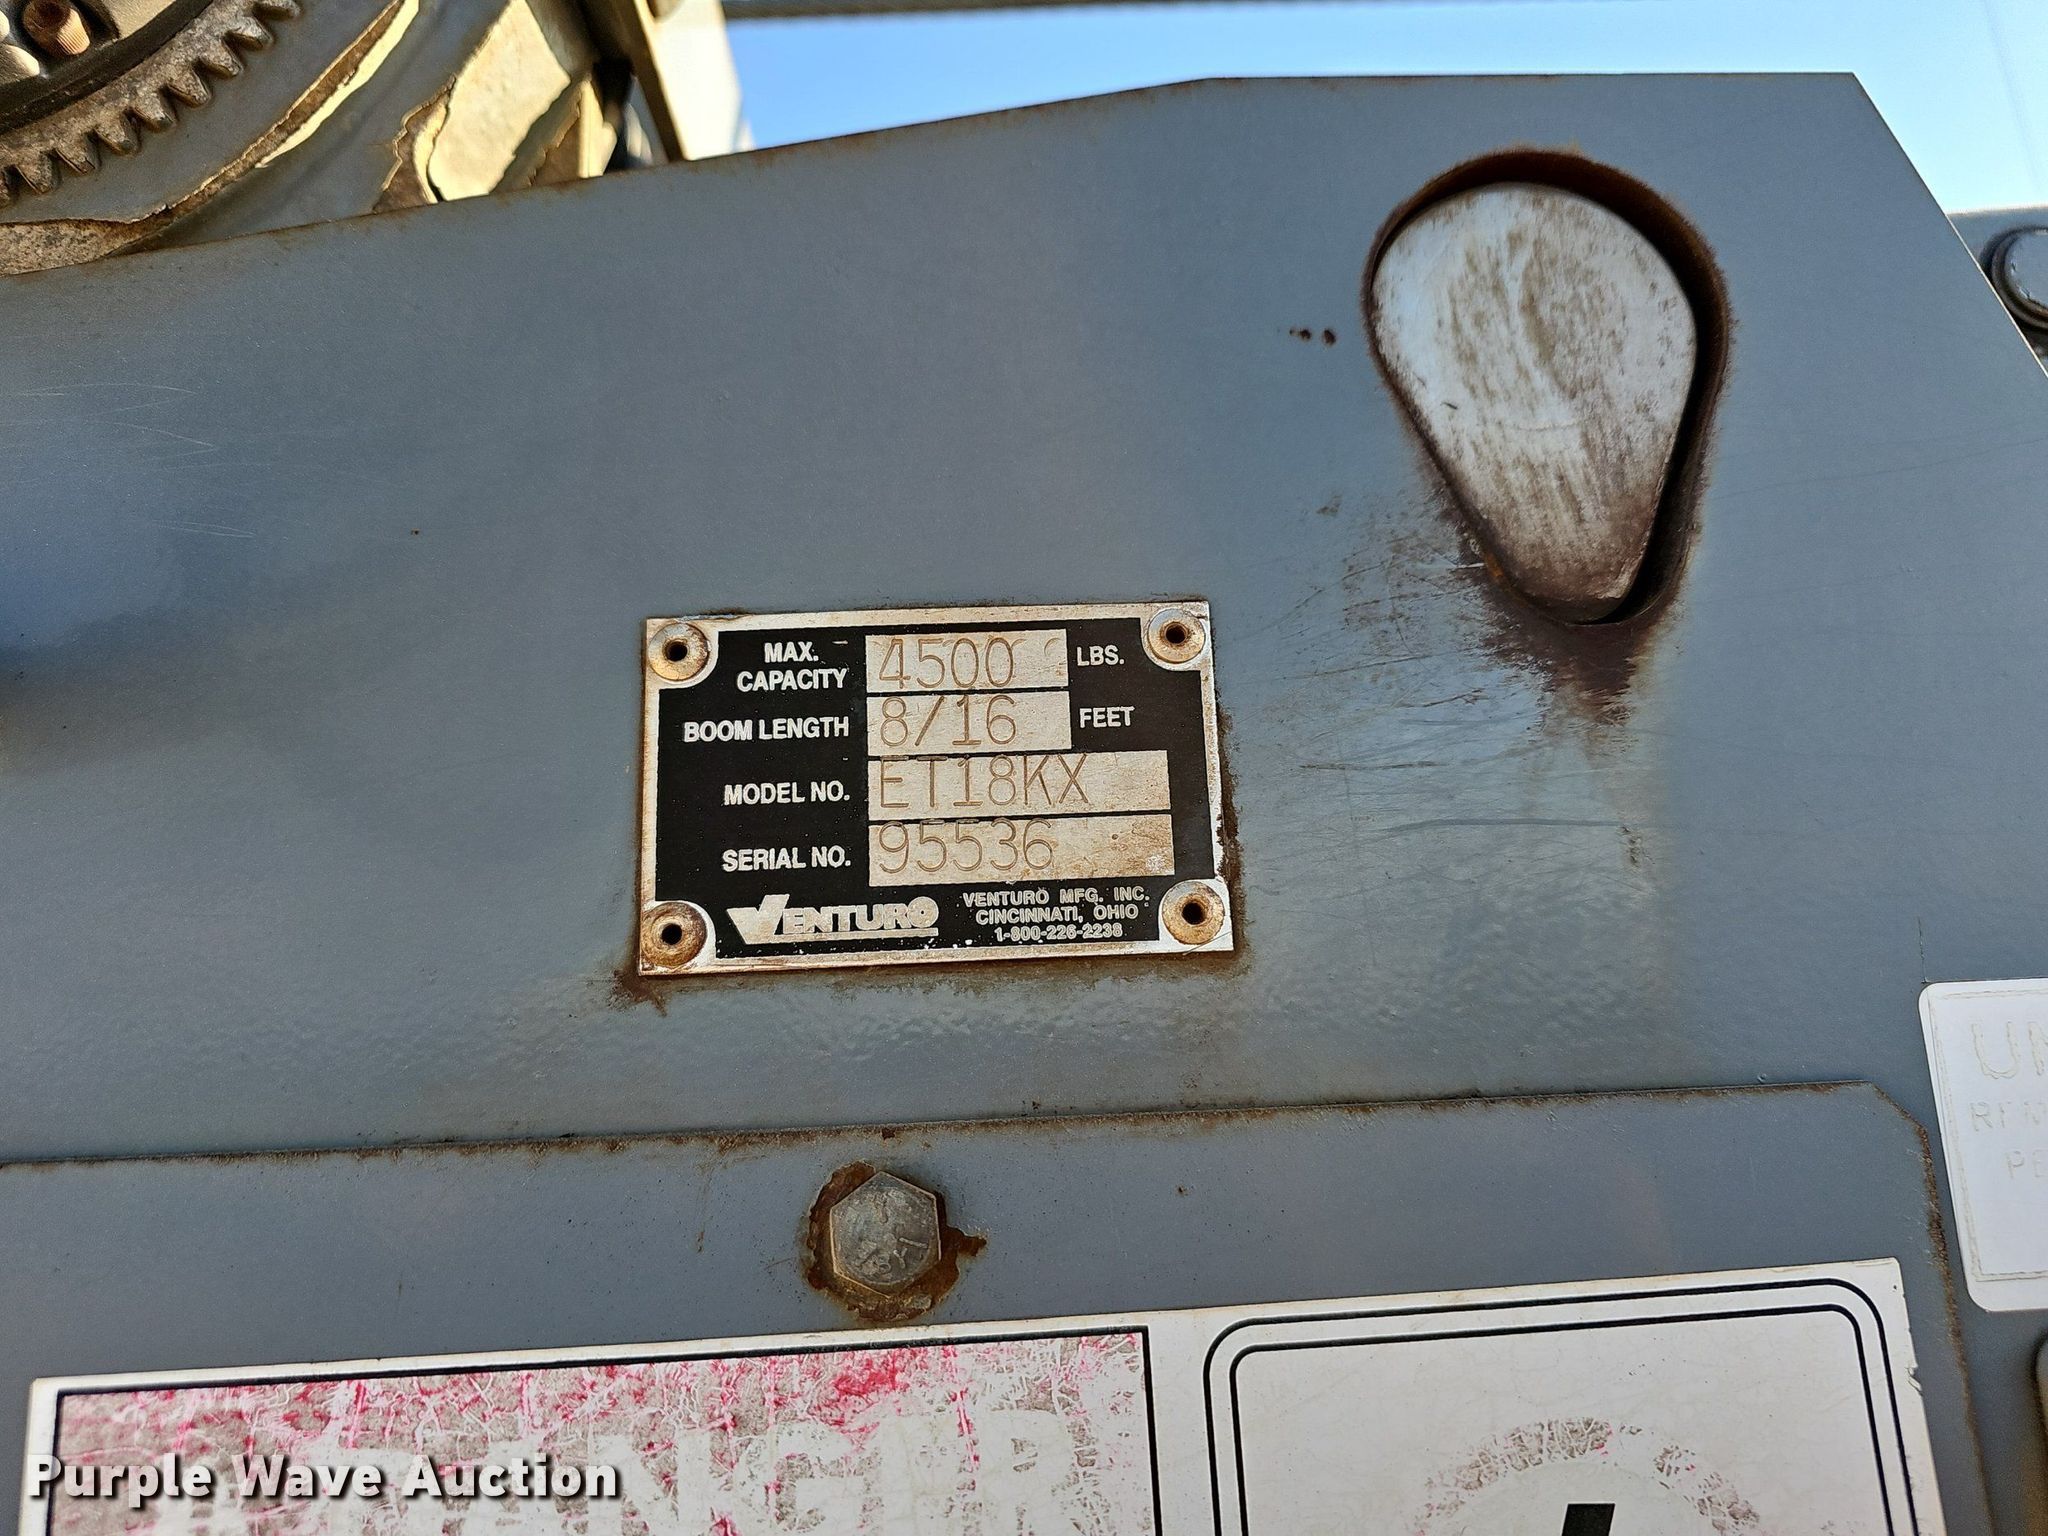 MAX. CAPACITY 4500 LBS.
BOOM LENGTH 8/16 FEET
MODEL NO. ET18KX
SERIAL NO. 95536
VENTURO
VENTURO MFG. INC.
CINCINNATI, OHIO
1-800-226-2238
DANGER
Purple Wave Auction